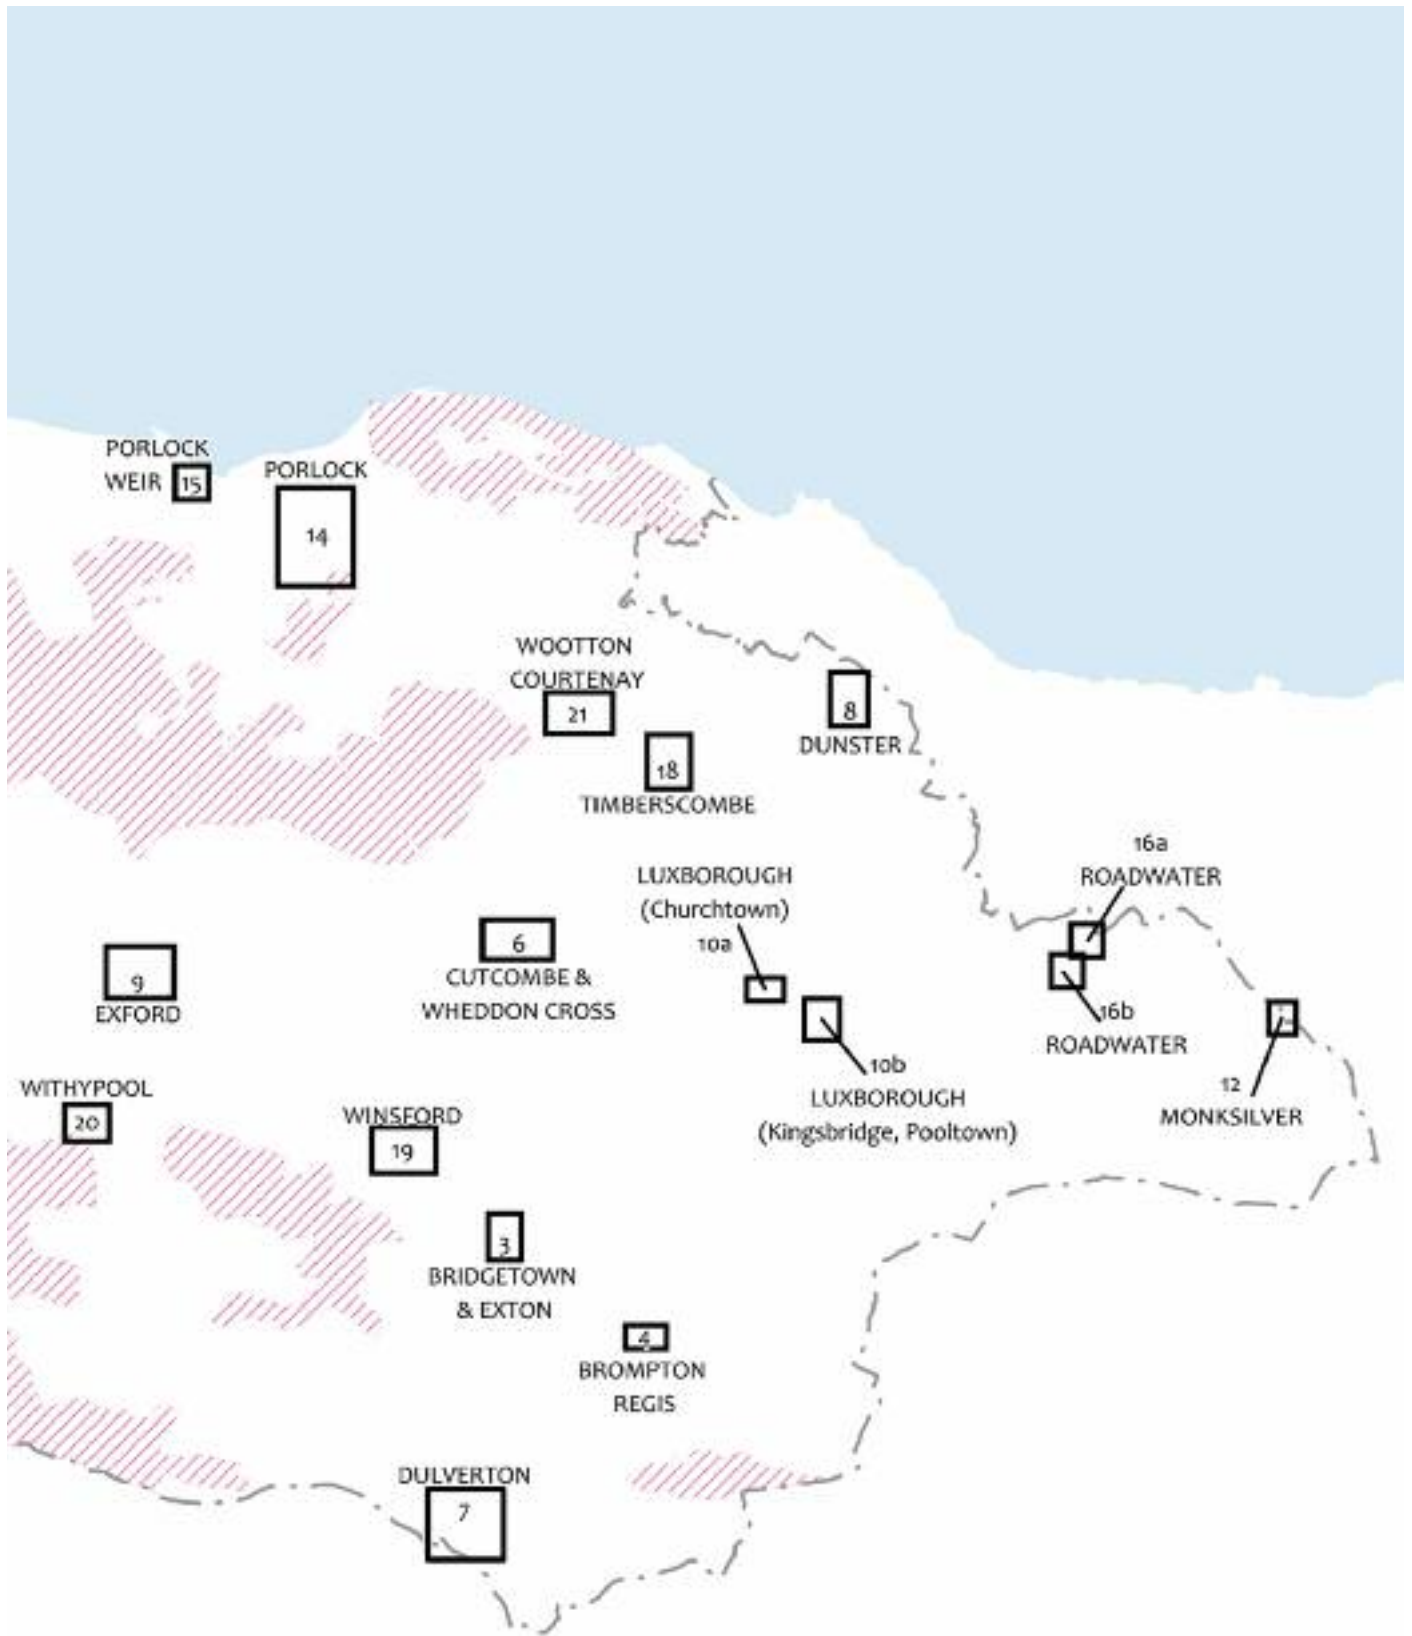 PORLOCK
WEIR
15
PORLOCK
14
WOOTTON
COURTENAY
21
8
DUNSTER
18
TIMBERSCOMBE
16a
ROADWATER
LUXBOROUGH
(Churchtown)
10a
6
CUTCOMBE &
WHEDDON CROSS
9
EXFORD
16b
ROADWATER
10b
LUXBOROUGH
(Kingsbridge, Pooltown)
12
MONKSILVER
WITHYPOOL
20
WINSFORD
19
3
BRIDGETOWN
& EXTON
4
BROMPTON
REGIS
DULVERTON
7